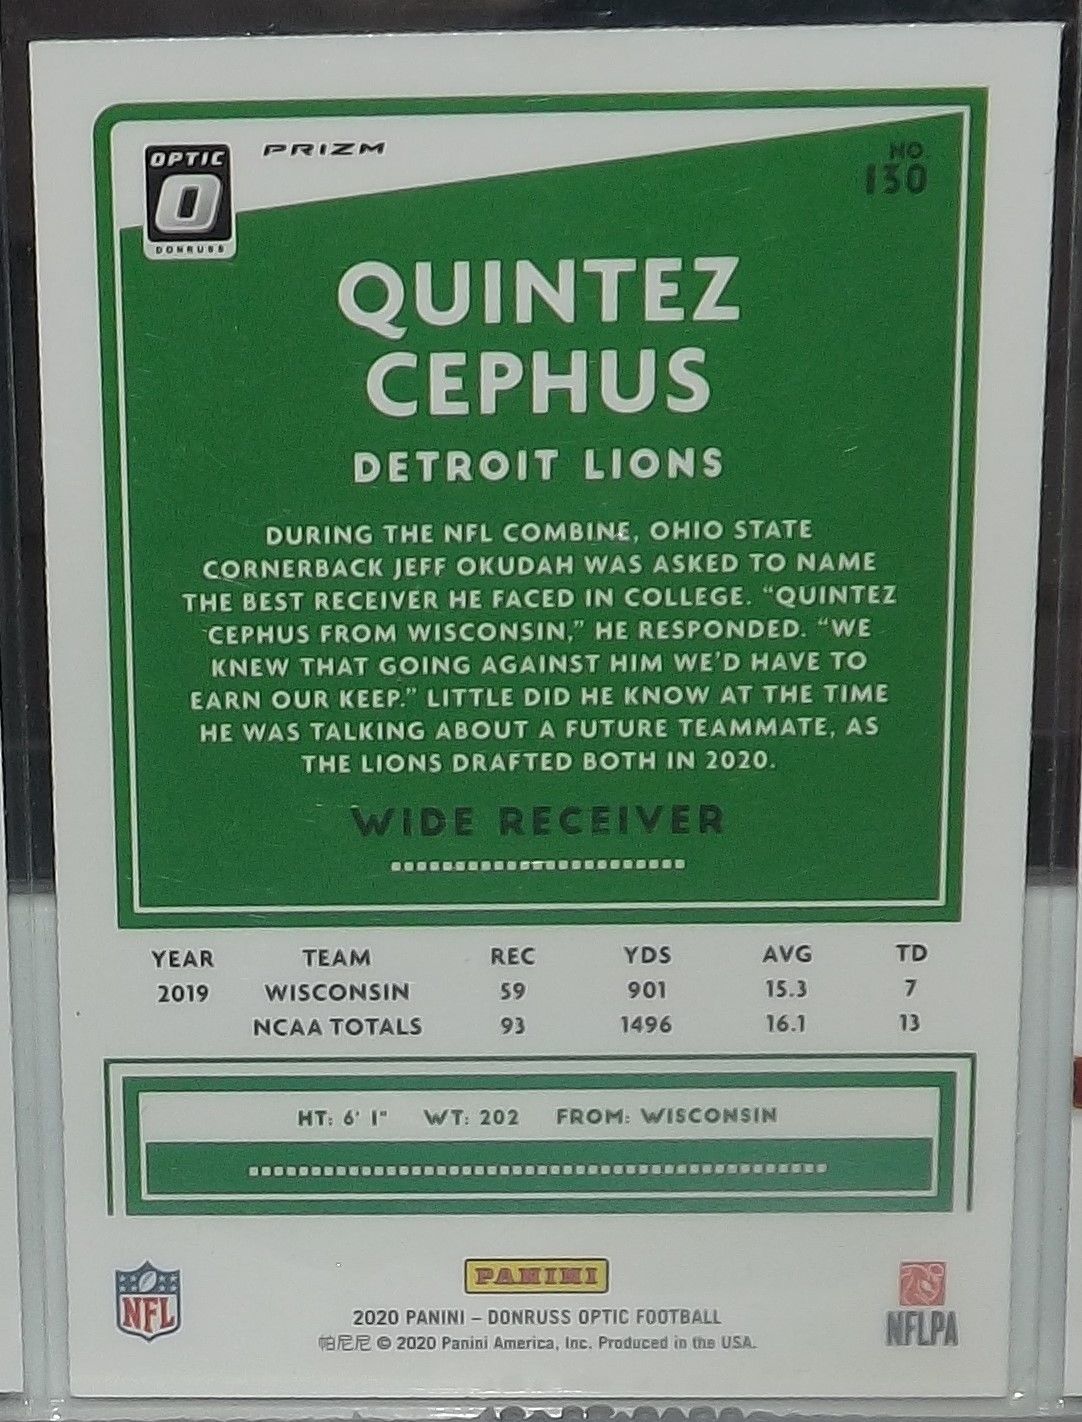 OPTIC
O
DONRUSS
PRIZM
NO.
130
QUINTEZ
CEPHUS
DETROIT LIONS
DURING THE NFL COMBINE, OHIO STATE
CORNERBACK JEFF OKUDAH WAS ASKED TO NAME
THE BEST RECEIVER HE FACED IN COLLEGE. “QUINTEZ
CEPHUS FROM WISCONSIN,” HE RESPONDED. “WE
KNEW THAT GOING AGAINST HIM WE’D HAVE TO
EARN OUR KEEP.” LITTLE DID HE KNOW AT THE TIME
HE WAS TALKING ABOUT A FUTURE TEAMMATE, AS
THE LIONS DRAFTED BOTH IN 2020.
WIDE RECEIVER
YEAR TEAM REC YDS AVG TD
2019 WISCONSIN 59 901 15.3 7
NCAA TOTALS 93 1496 16.1 13
HT: 6' 1" WT: 202 FROM: WISCONSIN
NFL
PANINI
NFLPA
2020 PANINI – DONRUSS OPTIC FOOTBALL
帕尼尼 © 2020 Panini America, Inc. Produced in the USA.